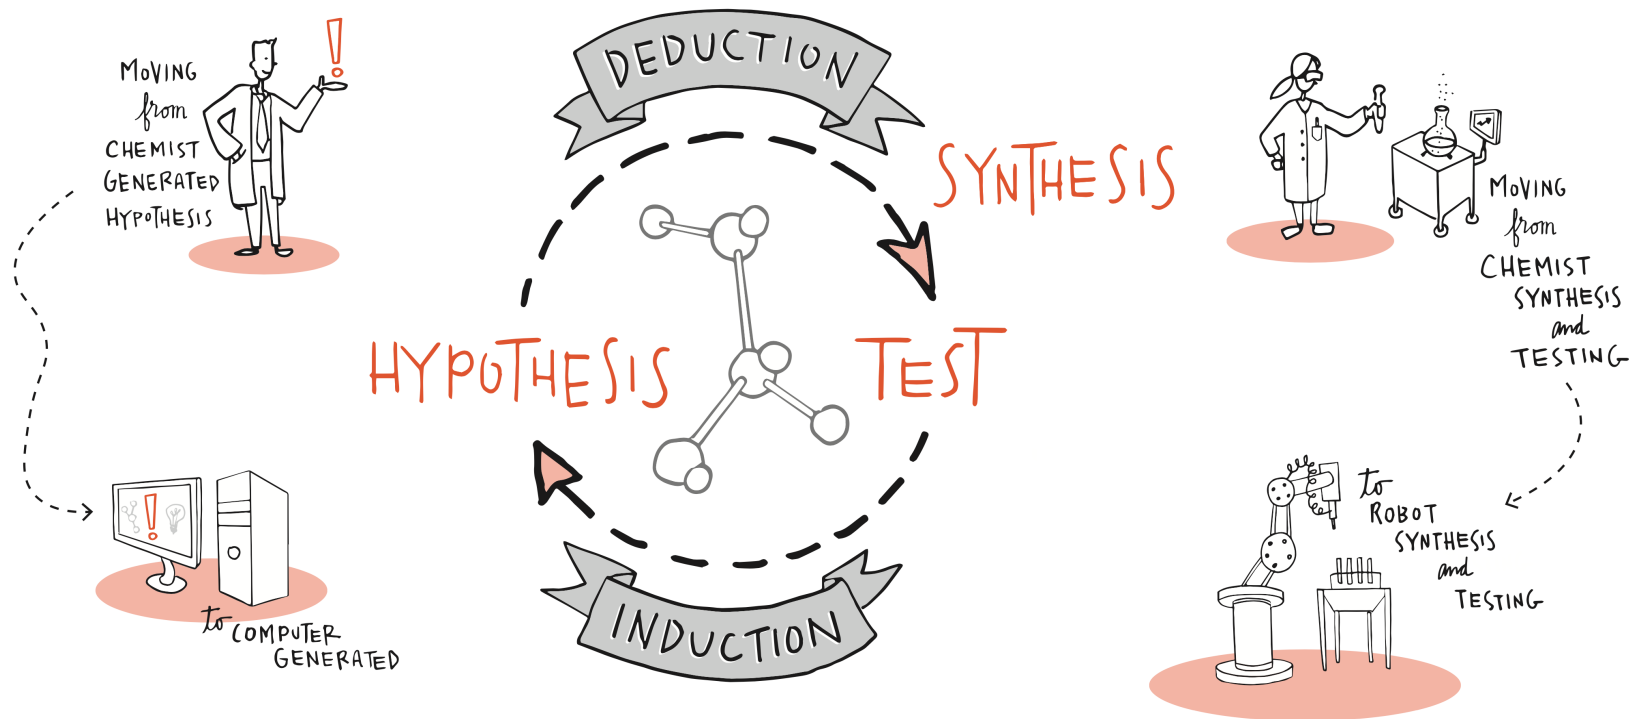 MOVING
from
CHEMIST
GENERATED
HYPOTHESIS
!
DEDUCTION
SYNTHESIS
HYPOTHESIS
TEST
INDUCTION
!
to COMPUTER
GENERATED
MOVING
from
CHEMIST
SYNTHESIS
and
TESTING
to
ROBOT
SYNTHESIS
and
TESTING